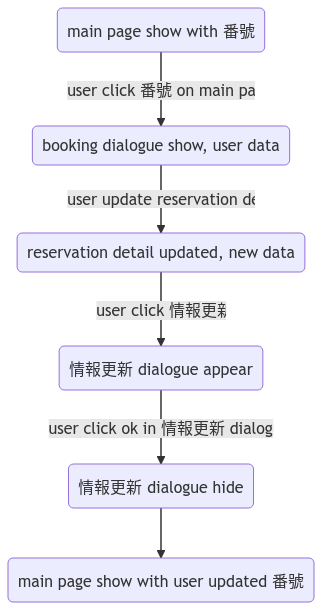 main page show with 番號
user click 番號 on main pa
booking dialogue show, user data
user update reservation de
reservation detail updated, new data
user click 情報更新
情報更新 dialogue appear
user click ok in 情報更新 dialog
情報更新 dialogue hide
main page show with user updated 番號